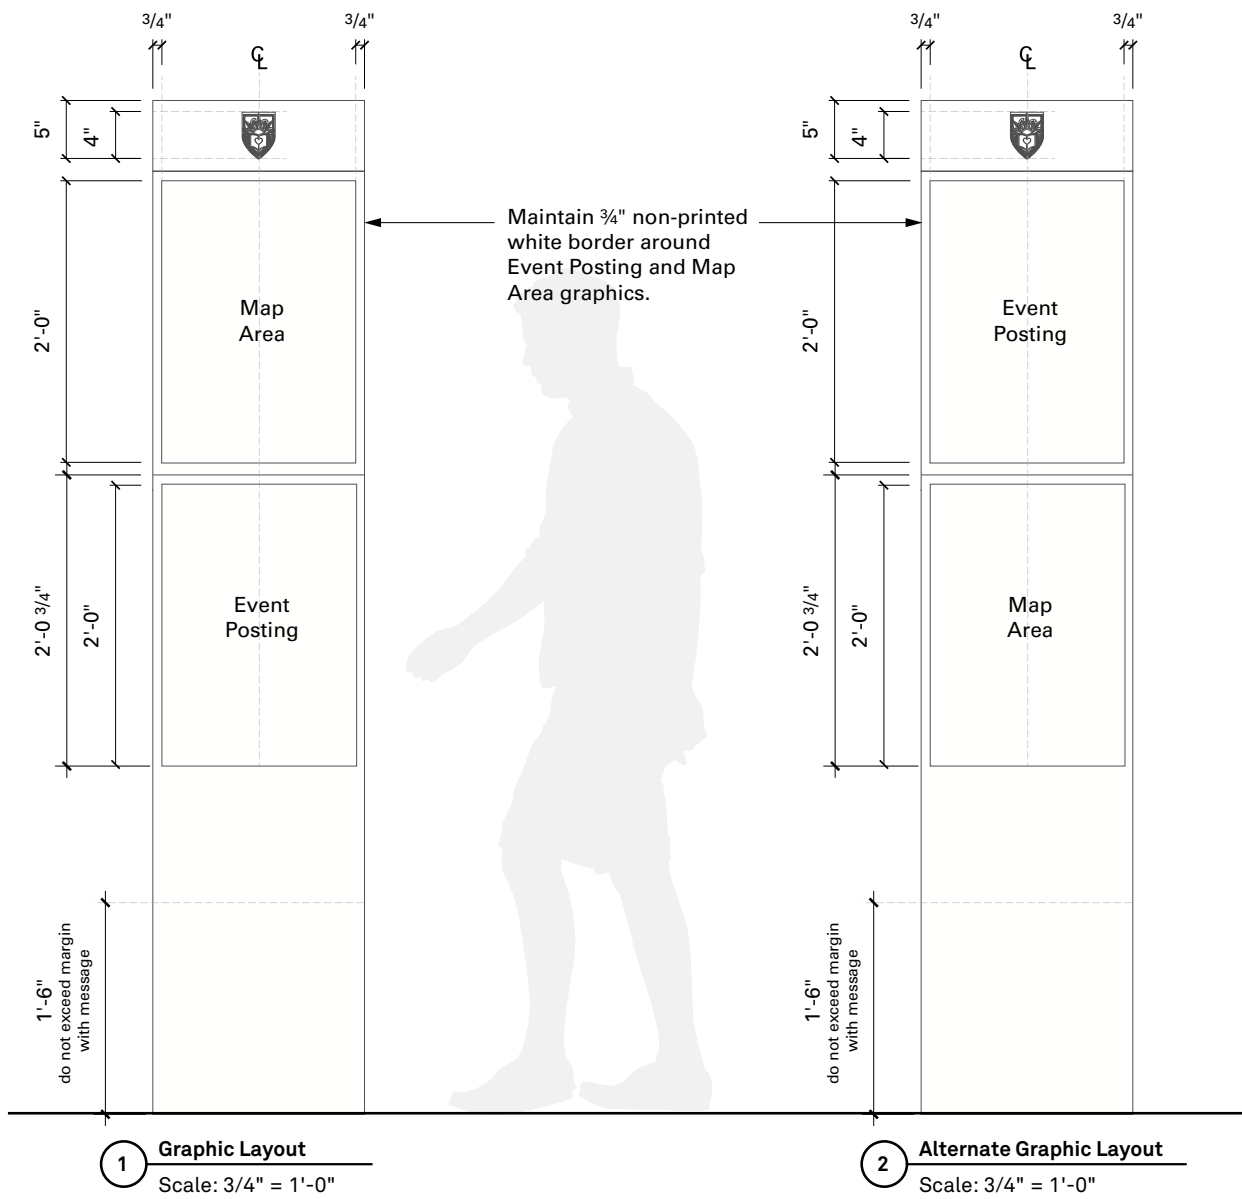 3/4"
3/4"
3/4"
3/4"
℄
℄
5"
4"
5"
4"
Maintain ¾" non-printed
white border around
Event Posting and Map
Area graphics.
2'-0"
Map
Area
2'-0"
Event
Posting
2'-0 3/4"
2'-0"
Event
Posting
2'-0 3/4"
2'-0"
Map
Area
1'-6"
do not exceed margin
with message
1'-6"
do not exceed margin
with message
1
Graphic Layout
Scale: 3/4" = 1'-0"
2
Alternate Graphic Layout
Scale: 3/4" = 1'-0"